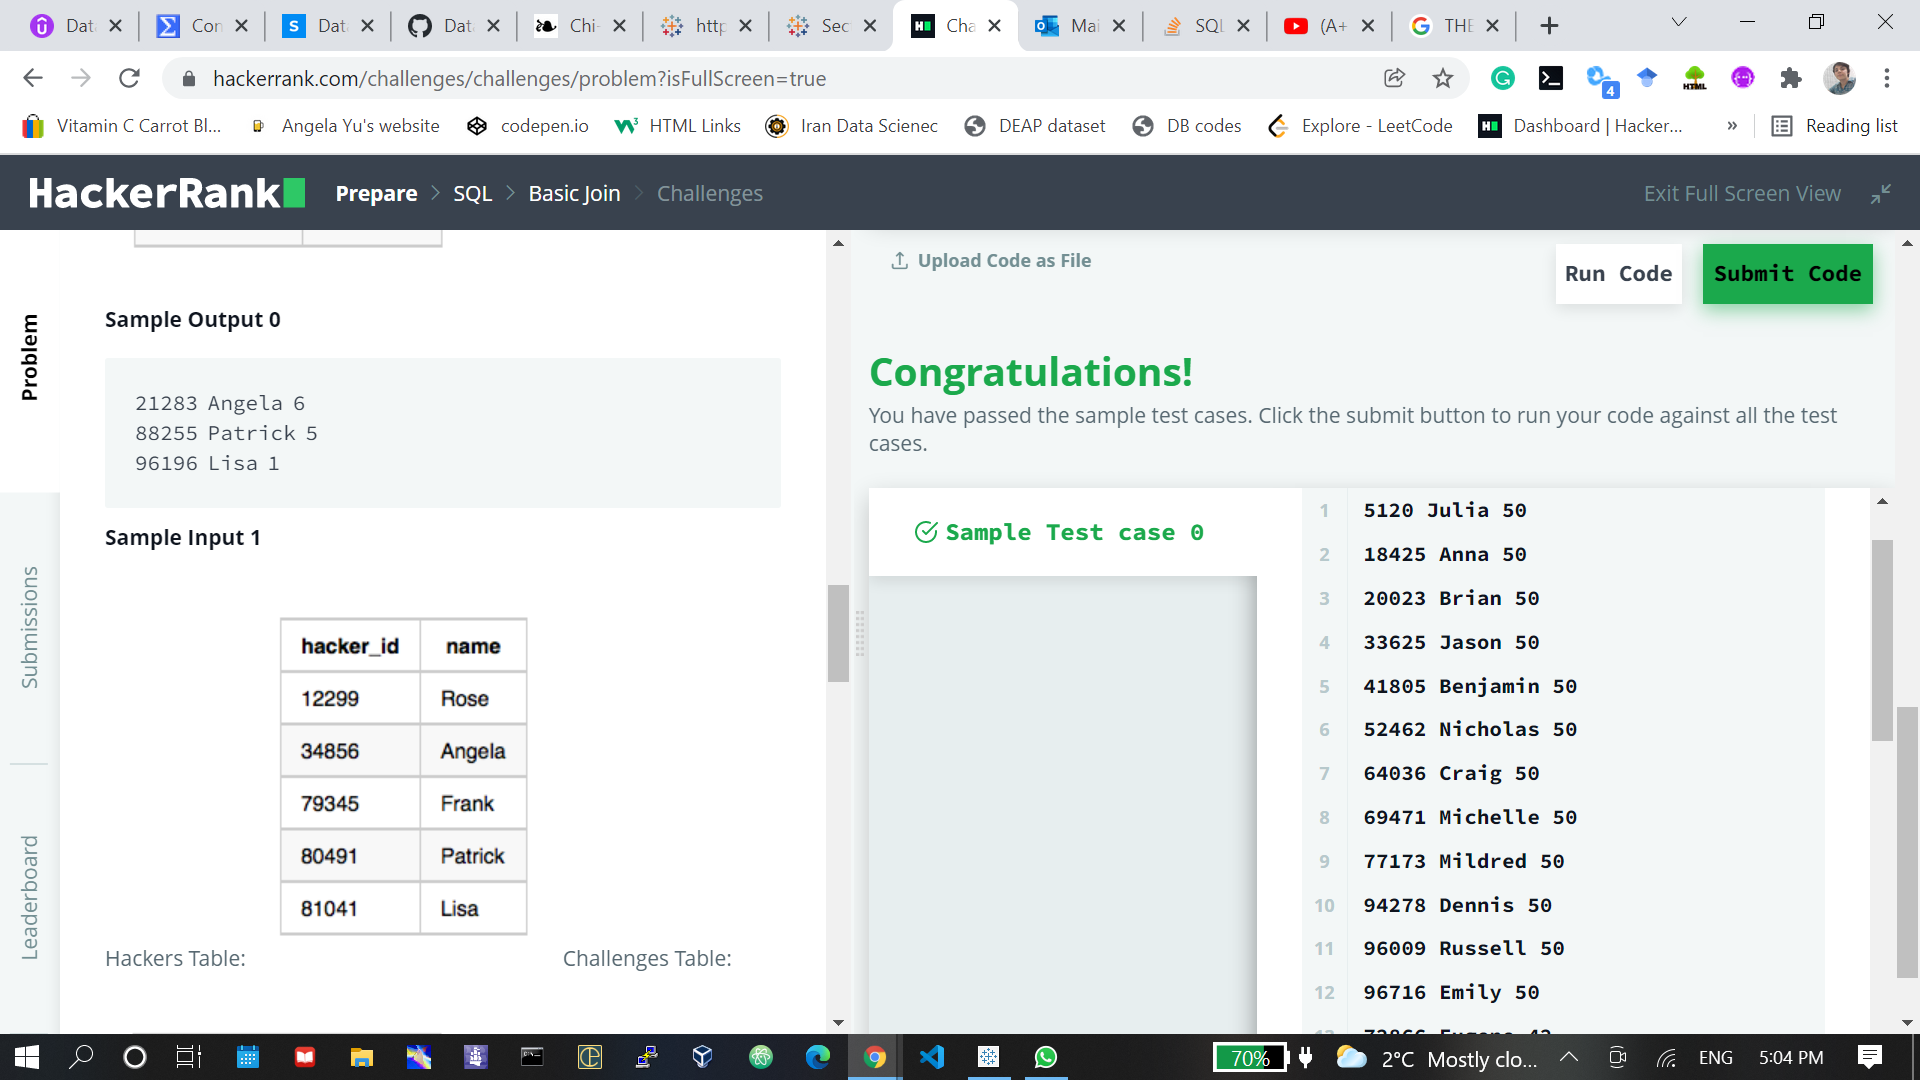 Dat
Con
Dat
Dat
Chi-
http
Sec
Cha
Mai
SQL
(A+
THE
hackerrank.com/challenges/challenges/problem?isFullScreen=true
4
HTML
Vitamin C Carrot Bl...
Angela Yu's website
codepen.io
HTML Links
Iran Data Scienec
DEAP dataset
DB codes
Explore - LeetCode
Dashboard | Hacker...
»
Reading list
HackerRank
Prepare > SQL > Basic Join > Challenges
Exit Full Screen View
Problem
Submissions
Leaderboard
Sample Output 0
21283 Angela 6
88255 Patrick 5
96196 Lisa 1
Sample Input 1
hacker_id name
12299 Rose
34856 Angela
79345 Frank
80491 Patrick
81041 Lisa
Hackers Table:
Challenges Table:
Upload Code as File
Run Code
Submit Code
Congratulations!
You have passed the sample test cases. Click the submit button to run your code against all the test
cases.
Sample Test case 0
1 5120 Julia 50
2 18425 Anna 50
3 20023 Brian 50
4 33625 Jason 50
5 41805 Benjamin 50
6 52462 Nicholas 50
7 64036 Craig 50
8 69471 Michelle 50
9 77173 Mildred 50
10 94278 Dennis 50
11 96009 Russell 50
12 96716 Emily 50
70%
2°C Mostly clo...
ENG
5:04 PM